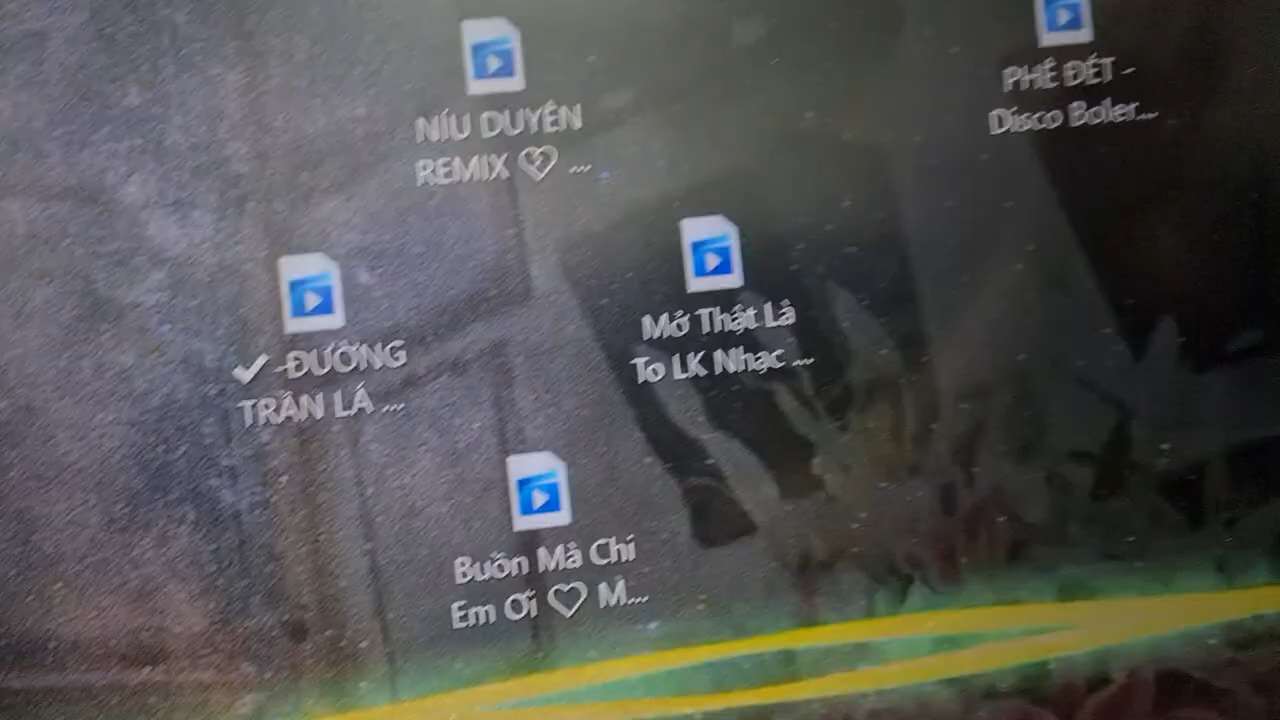 NÍU DUYÊN
REMIX 💔 ...
PHÊ ĐÉT -
Disco Boler...
✔ -ĐƯỜNG
TRẦN LÁ ...
Mở Thật Là
To LK Nhạc ...
Buồn Mà Chi
Em Ơi ♡ M...